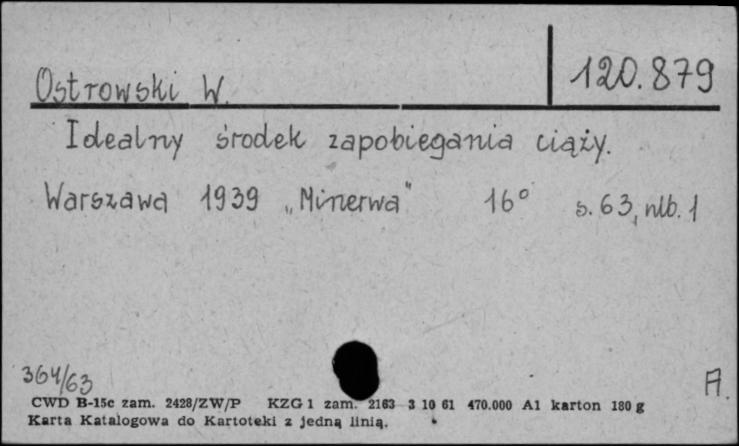 Ostrowski W. 120.879
Idealny środek zapobiegania ciąży.
Warszawa 1939 „Minerwa" 16° s. 63, nlb. 1
364/63 A.
CWD B-15c zam. 2428/ZW/P KZG 1 zam. 2163 3 10 61 470.000 A1 karton 180 g
Karta Katalogowa do Kartoteki z jedną linią.